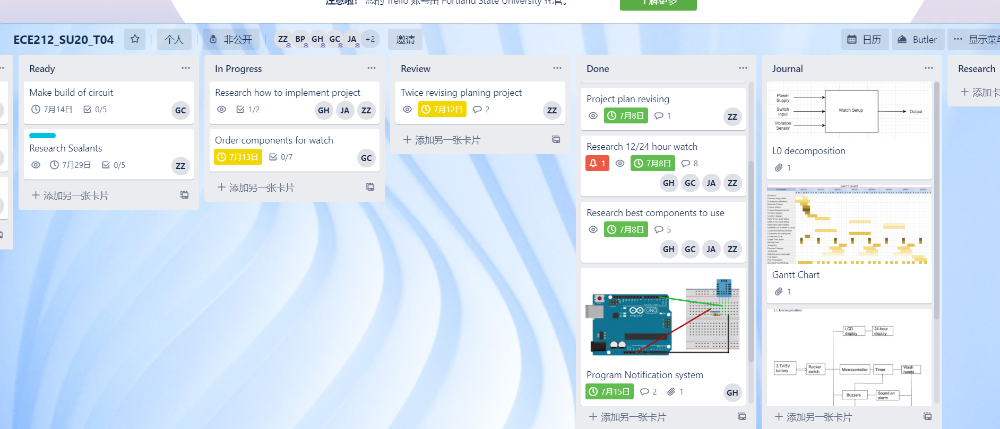 注意啦! 您的 Trello 账号由 Portland State University 托管。
了解更多
ECE212_SU20_T04
个人
非公开
ZZ BP GH GC JA +2
邀请
日历
Butler
显示菜单
Ready
Make build of circuit
7月14日 0/5
GC
Research Sealants
7月29日 0/5
ZZ
+ 添加另一张卡片
In Progress
Research how to implement project
1/2
GH JA ZZ
Order components for watch
7月13日 0/7
GC
+ 添加另一张卡片
Review
Twice revising planing project
7月12日 2
ZZ
+ 添加另一张卡片
Done
Project plan revising
7月8日 1
ZZ
Research 12/24 hour watch
1 7月8日 8
GH GC JA ZZ
Research best components to use
7月8日 5
GH GC JA ZZ
UNO
Arduino
Program Notification system
7月15日 2 1
GH
+ 添加另一张卡片
Journal
Power Supply
Switch Input
Vibration Sensor
Watch Setup
Output
L0 decomposition
1
GANTT CHART
Gantt Chart
1
L1 Decomposition
LCD display
24-hour display
3.7V/5V battery
Rocker switch
Microcontroller
Timer
Wash hands
Buzzers
Sound an alarm
+ 添加另一张卡片
Research
+ 添加卡